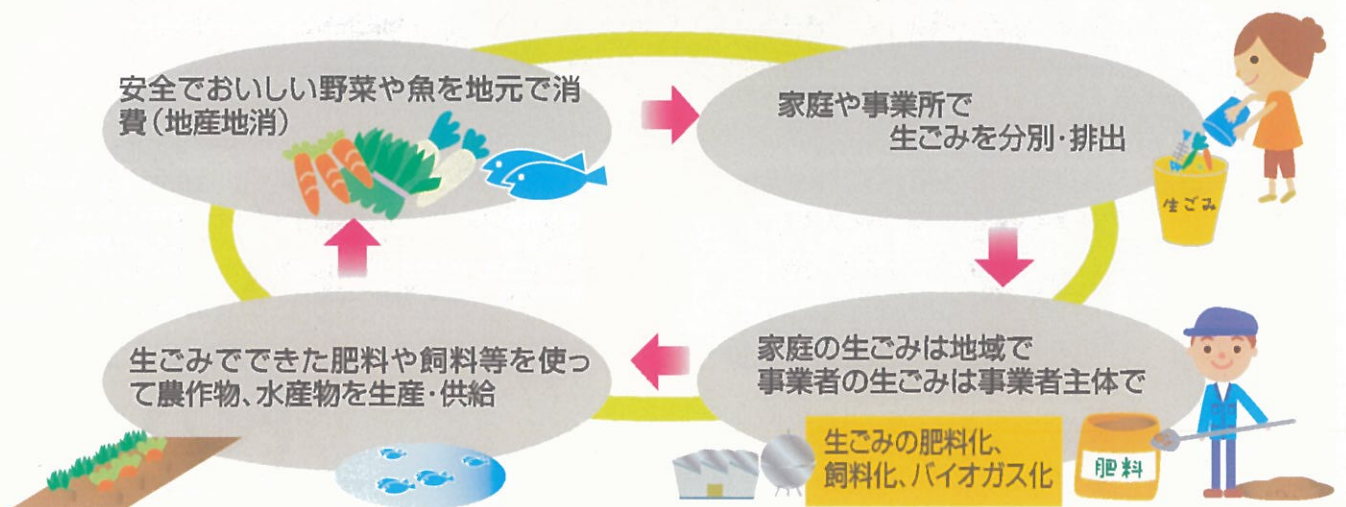 安全でおいしい野菜や魚を地元で消
費(地産地消)
家庭や事業所で
生ごみを分別・排出
生ごみ
家庭の生ごみは地域で
事業者の生ごみは事業者主体で
生ごみの肥料化、
飼料化、バイオガス化
肥料
生ごみでできた肥料や飼料等を使っ
て農作物、水産物を生産・供給